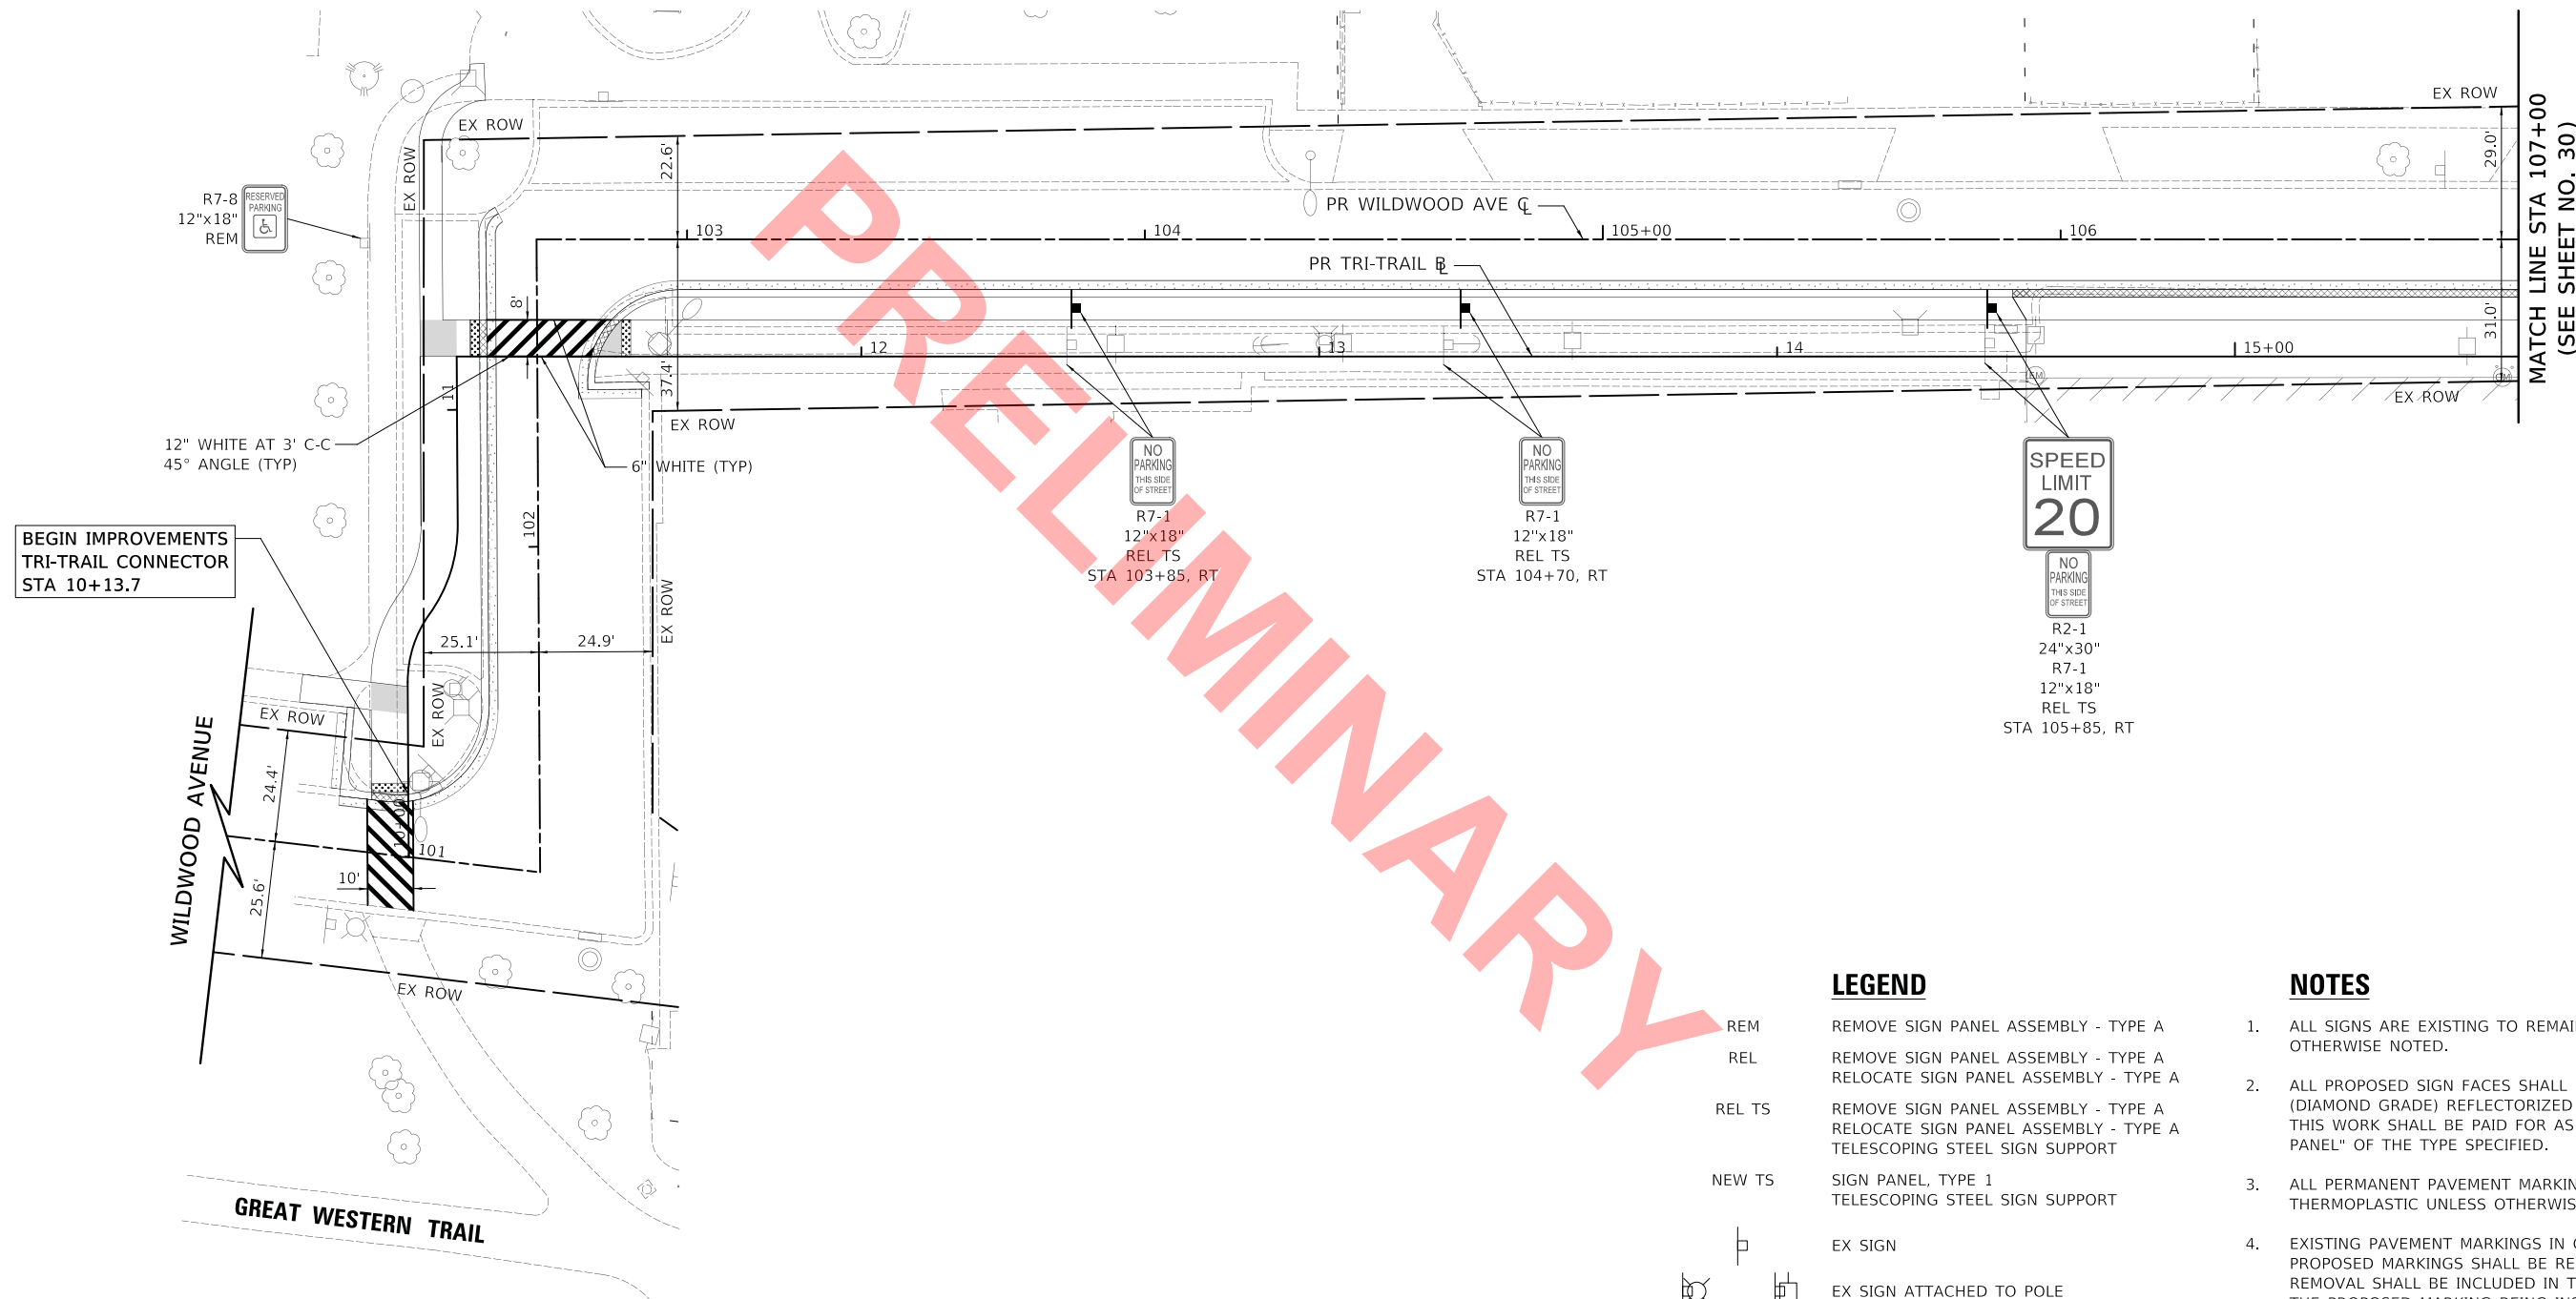 EX ROW
EX ROW
EX ROW
22.6'
29.0'
MATCH LINE STA 107+00
(SEE SHEET NO. 30)
R7-8
12"x18"
REM
RESERVED
PARKING
PR WILDWOOD AVE CL
103
104
105+00
106
PR TRI-TRAIL BL
8'
37.4'
31.0'
12
13
14
15+00
11
EX ROW
EX ROW
12" WHITE AT 3' C-C
45° ANGLE (TYP)
6" WHITE (TYP)
NO
PARKING
THIS SIDE
OF STREET
R7-1
12"x18"
REL TS
STA 103+85, RT
NO
PARKING
THIS SIDE
OF STREET
R7-1
12"x18"
REL TS
STA 104+70, RT
SPEED
LIMIT
20
NO
PARKING
THIS SIDE
OF STREET
R2-1
24"x30"
R7-1
12"x18"
REL TS
STA 105+85, RT
BEGIN IMPROVEMENTS
TRI-TRAIL CONNECTOR
STA 10+13.7
102
EX ROW
25.1'
24.9'
EX ROW
EX ROW
WILDWOOD AVENUE
24.4'
25.6'
10+00
101
10'
EX ROW
GREAT WESTERN TRAIL
PRELIMINARY
LEGEND
REM REMOVE SIGN PANEL ASSEMBLY - TYPE A
REL REMOVE SIGN PANEL ASSEMBLY - TYPE A
RELOCATE SIGN PANEL ASSEMBLY - TYPE A
REL TS REMOVE SIGN PANEL ASSEMBLY - TYPE A
RELOCATE SIGN PANEL ASSEMBLY - TYPE A
TELESCOPING STEEL SIGN SUPPORT
NEW TS SIGN PANEL, TYPE 1
TELESCOPING STEEL SIGN SUPPORT
EX SIGN
EX SIGN ATTACHED TO POLE
NOTES
1. ALL SIGNS ARE EXISTING TO REMAI
OTHERWISE NOTED.
2. ALL PROPOSED SIGN FACES SHALL
(DIAMOND GRADE) REFLECTORIZED
THIS WORK SHALL BE PAID FOR AS
PANEL" OF THE TYPE SPECIFIED.
3. ALL PERMANENT PAVEMENT MARKIN
THERMOPLASTIC UNLESS OTHERWIS
4. EXISTING PAVEMENT MARKINGS IN
PROPOSED MARKINGS SHALL BE RE
REMOVAL SHALL BE INCLUDED IN T